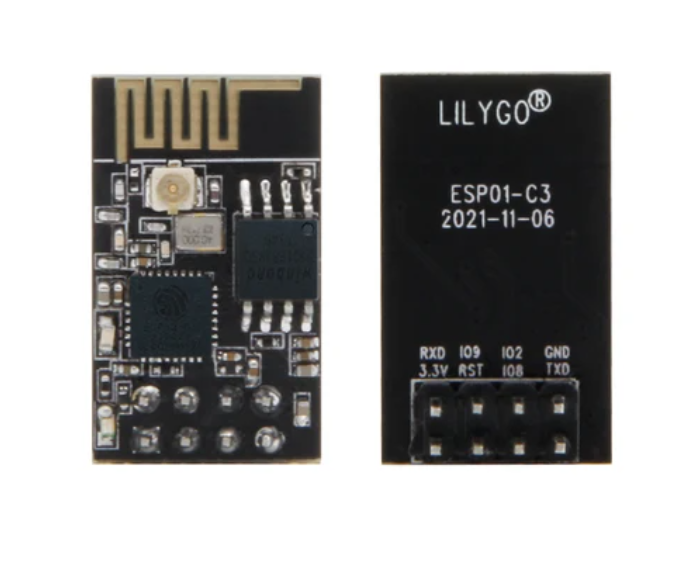 LILYGO®
ESP01-C3
2021-11-06
RXD IO9 IO2 GND
3.3V RST IO8 TXD